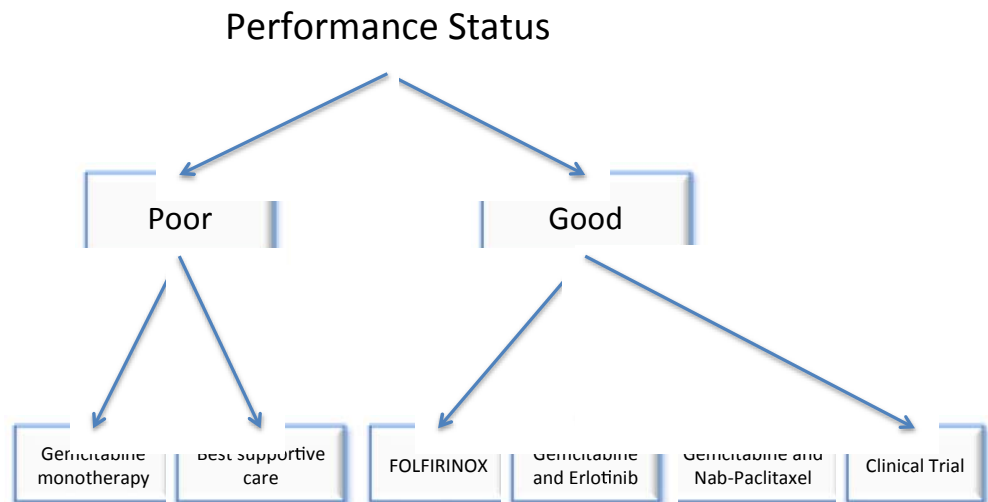 Performance Status
Poor
Good
Gemcitabine
monotherapy
Best supportive
care
FOLFIRINOX
Gemcitabine
and Erlotinib
Gemcitabine and
Nab-Paclitaxel
Clinical Trial